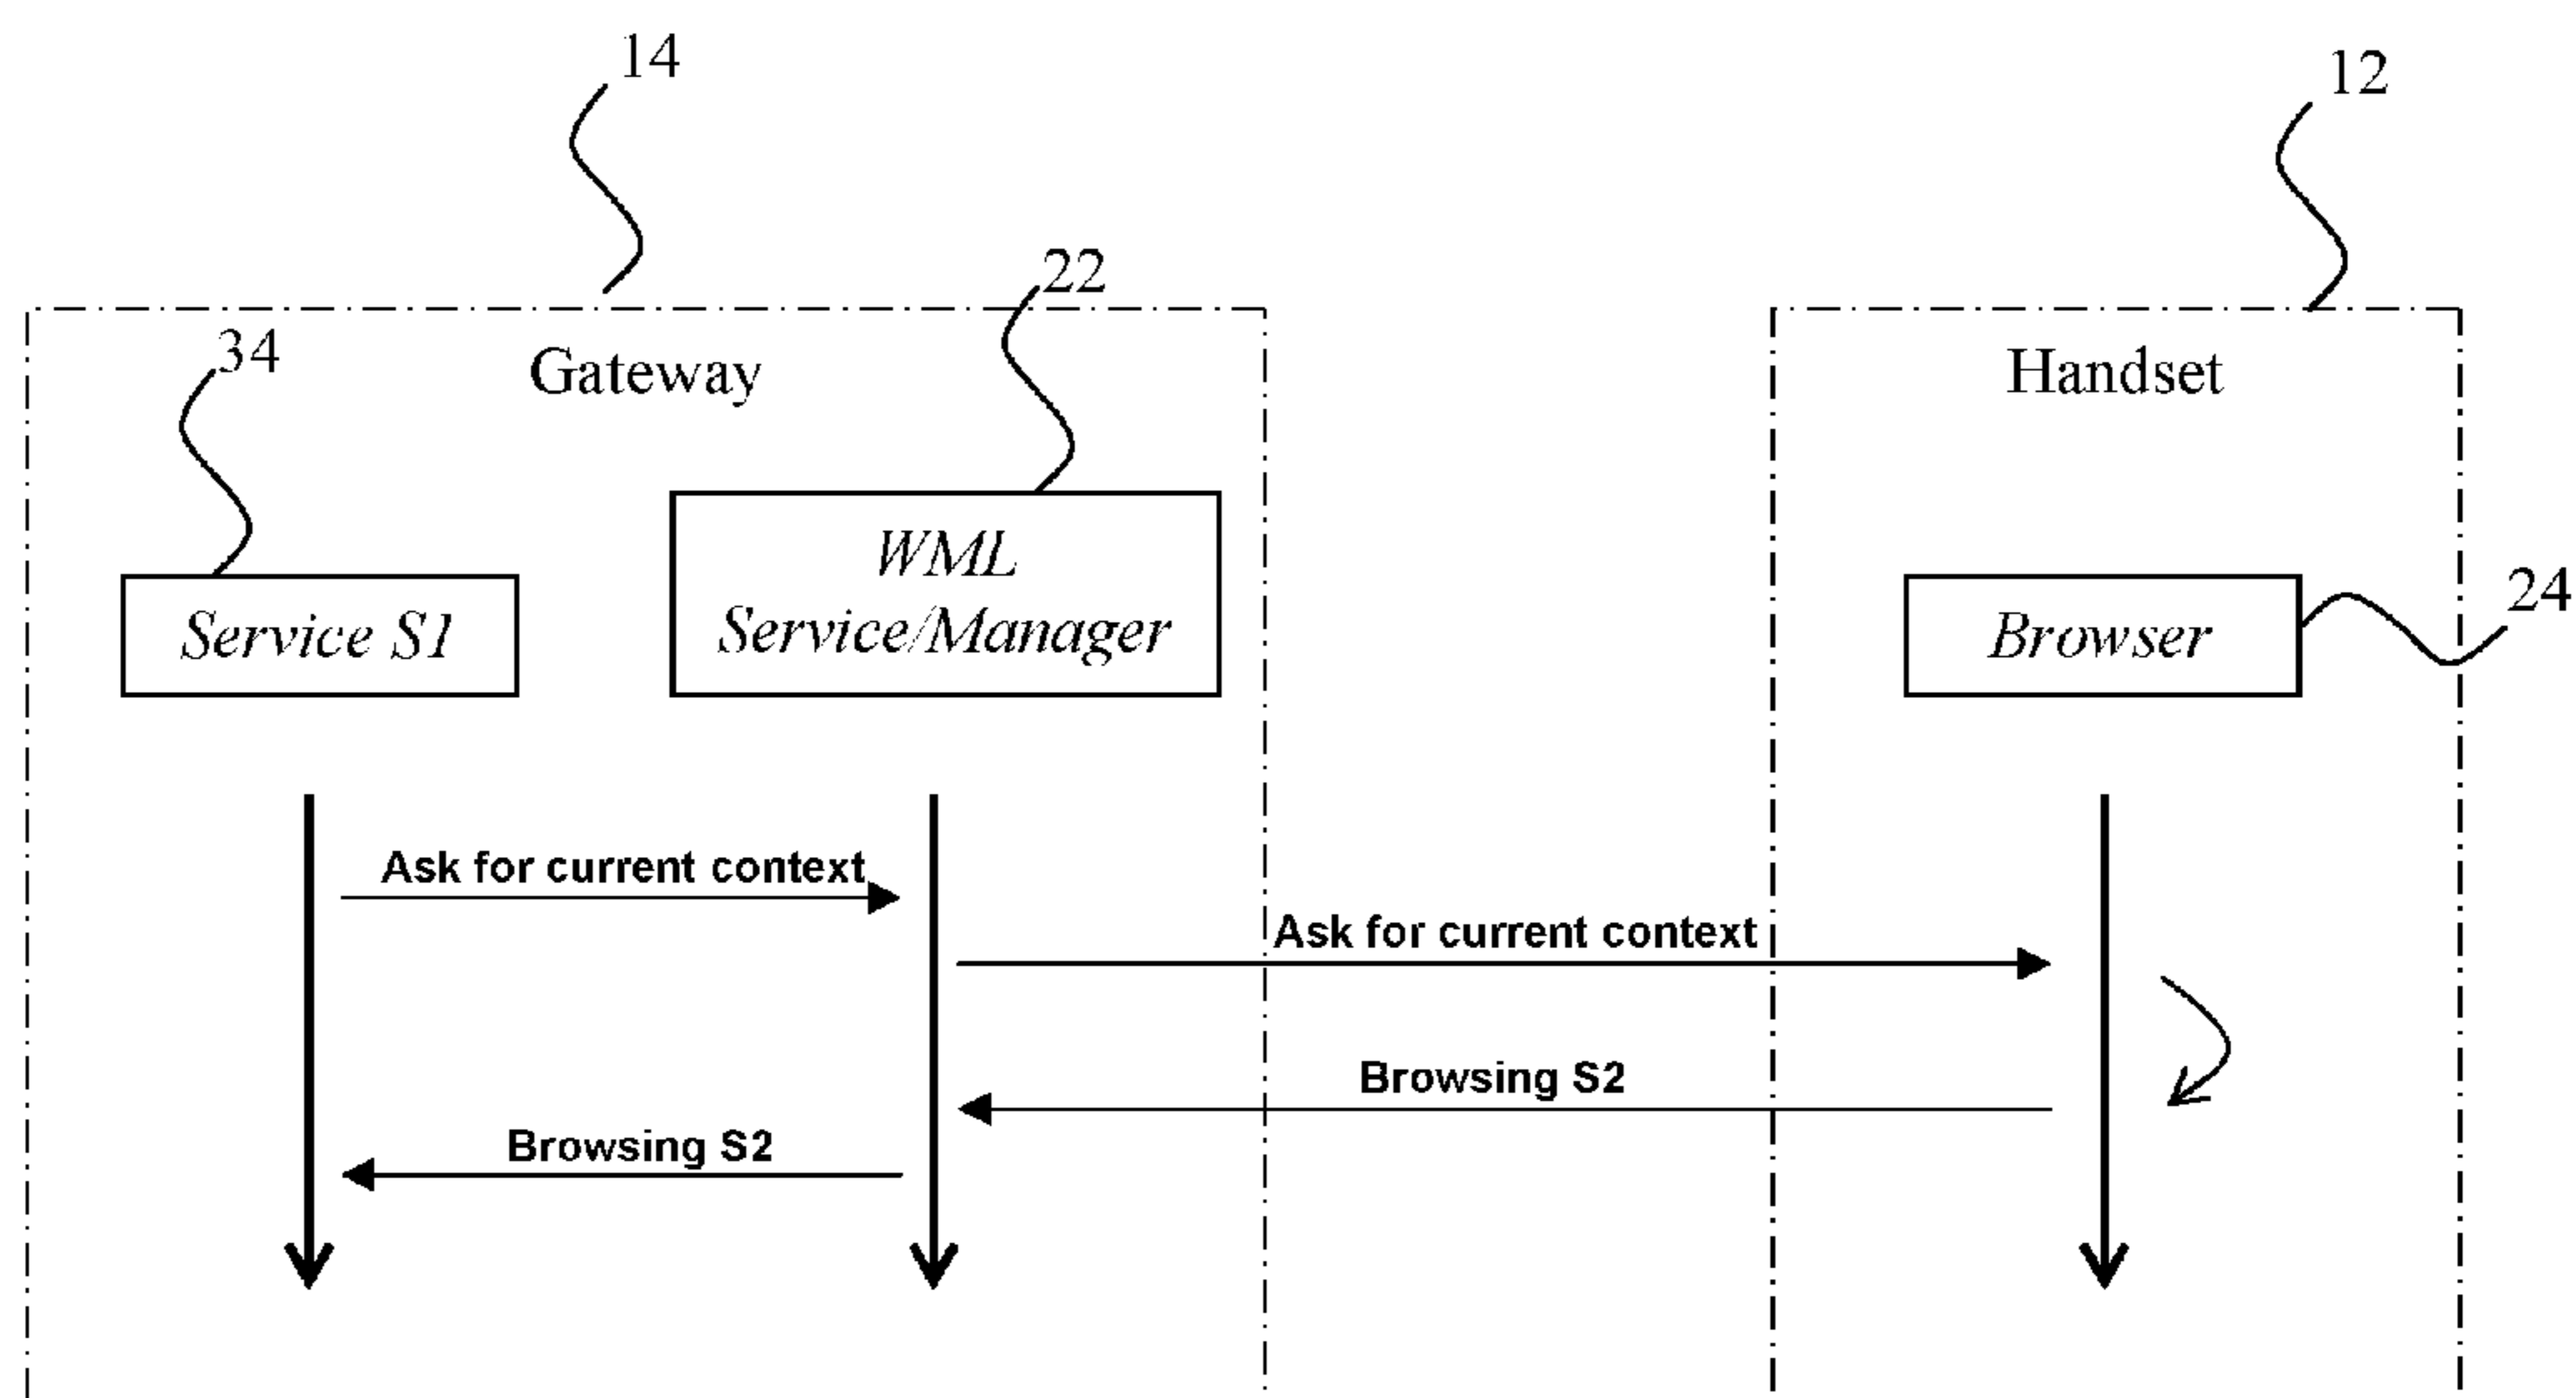 14
12
22
34
Gateway
Handset
WML
Service/Manager
Service S1
Browser
24
Ask for current context
Ask for current context
Browsing S2
Browsing S2